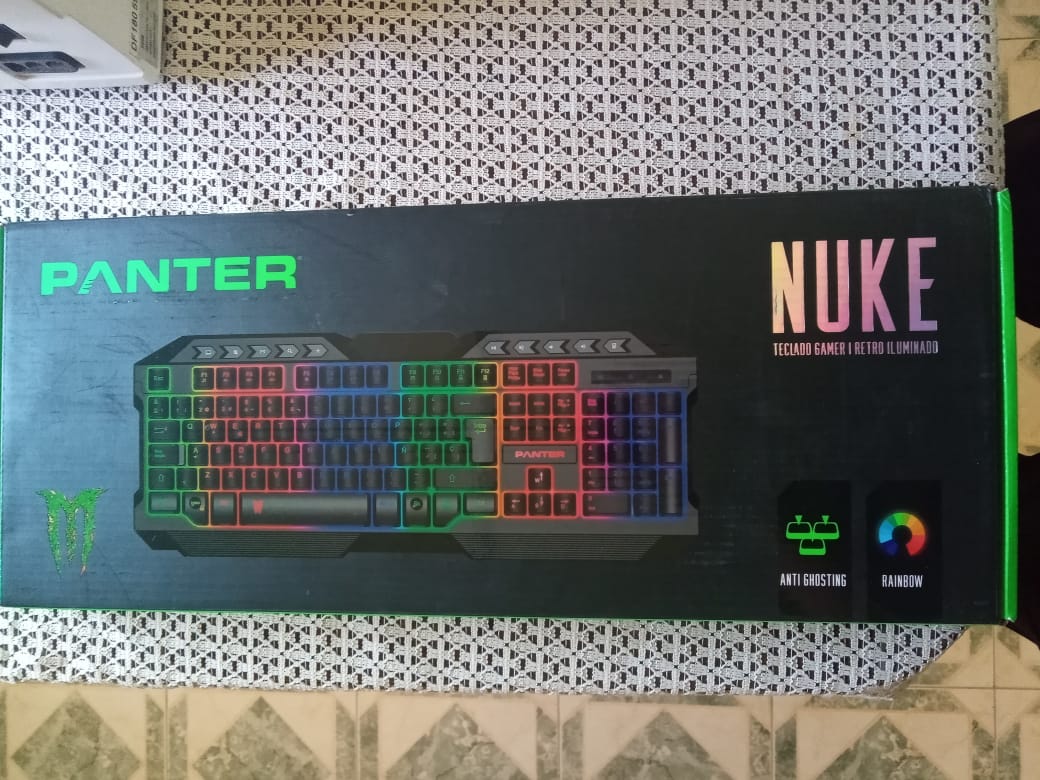 PANTER
NUKE
TECLADO GAMER | RETRO ILUMINADO
PANTER
ANTI GHOSTING
RAINBOW